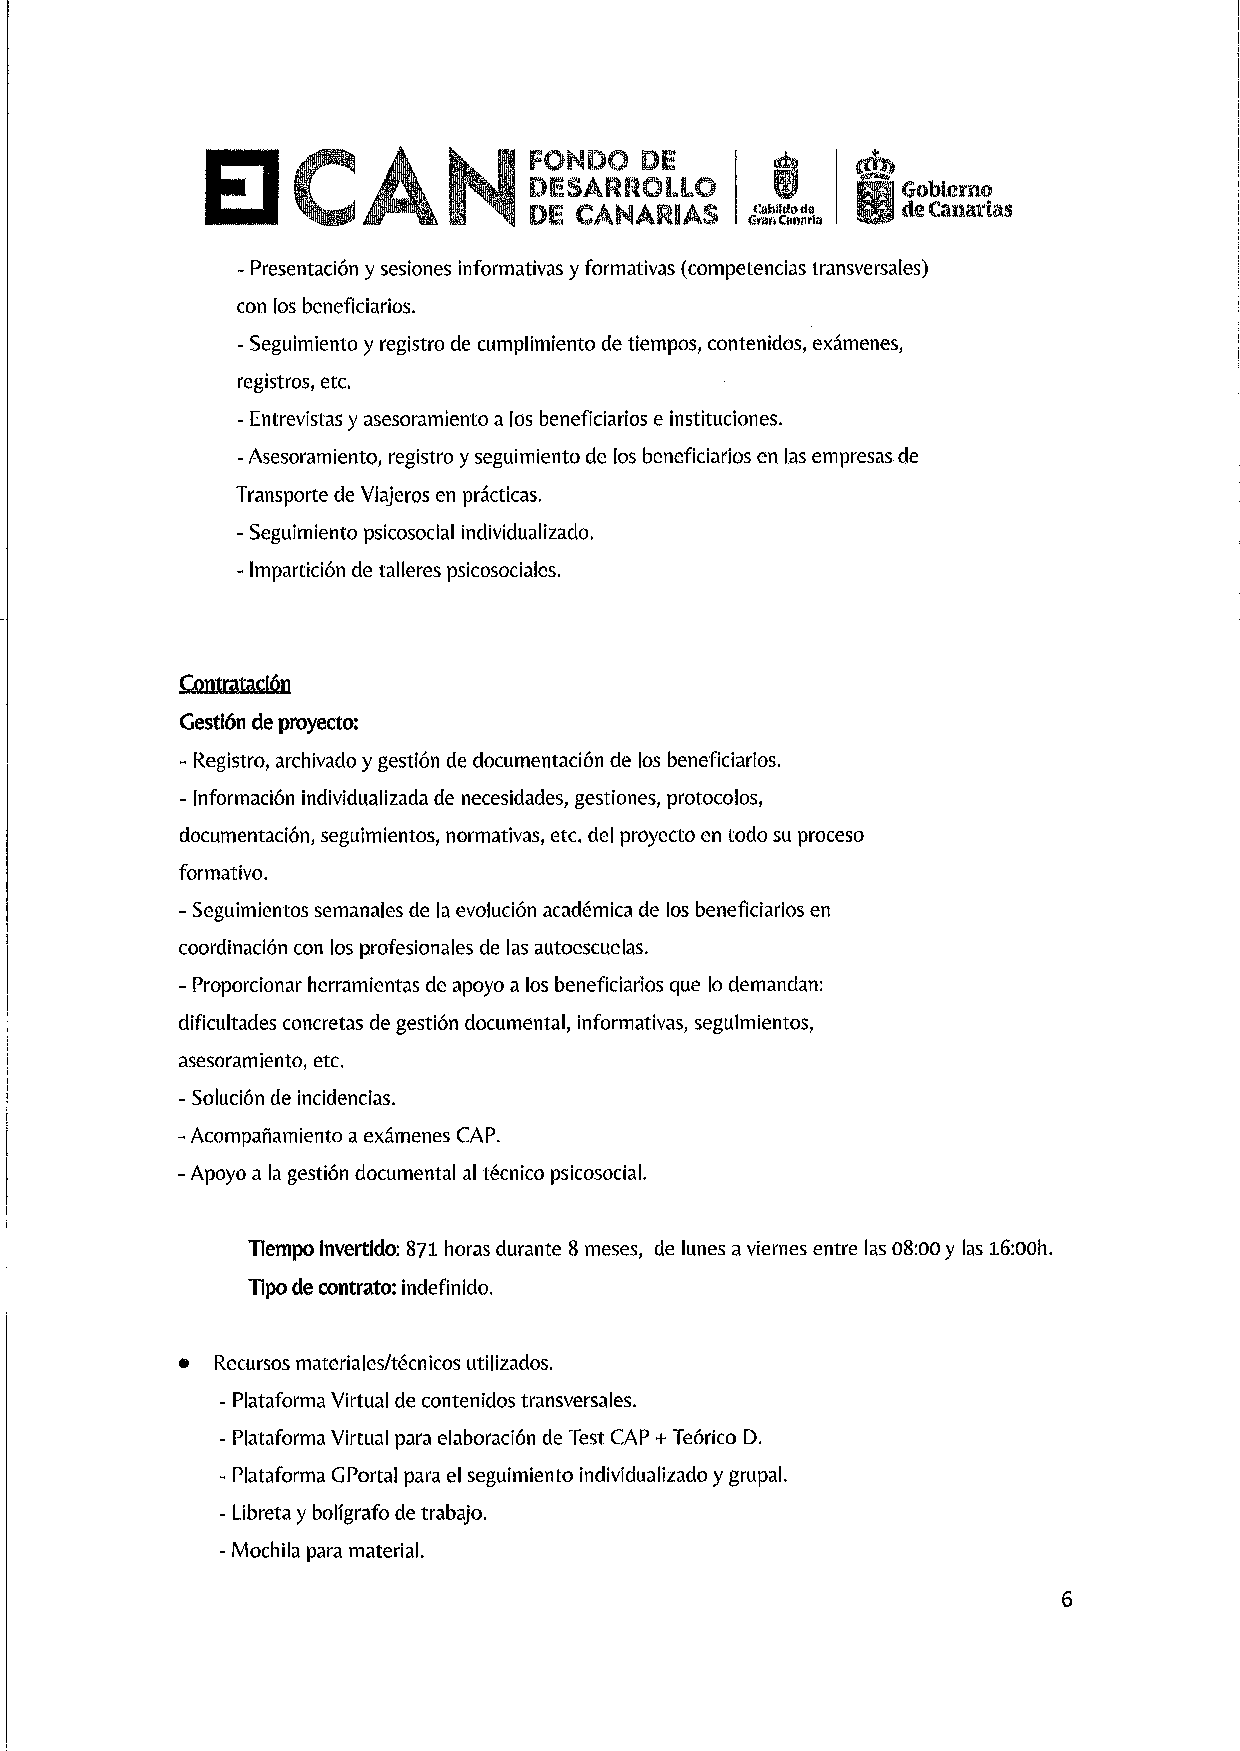 FDCAN FONDO DE
DESARROLLO
DE CANARIAS
Cabildo de
Gran Canaria
Gobierno
de Canarias
- Presentación y sesiones informativas y formativas (competencias transversales)
con los beneficiarios.
- Seguimiento y registro de cumplimiento de tiempos, contenidos, exámenes,
registros, etc.
- Entrevistas y asesoramiento a los beneficiarios e instituciones.
- Asesoramiento, registro y seguimiento de los beneficiarios en las empresas de
Transporte de Viajeros en prácticas.
- Seguimiento psicosocial individualizado.
- Impartición de talleres psicosociales.
Contratación
Gestión de proyecto:
- Registro, archivado y gestión de documentación de los beneficiarios.
- Información individualizada de necesidades, gestiones, protocolos,
documentación, seguimientos, normativas, etc. del proyecto en todo su proceso
formativo.
- Seguimientos semanales de la evolución académica de los beneficiarios en
coordinación con los profesionales de las autoescuelas.
- Proporcionar herramientas de apoyo a los beneficiarios que lo demandan:
dificultades concretas de gestión documental, informativas, seguimientos,
asesoramiento, etc.
- Solución de incidencias.
- Acompañamiento a exámenes CAP.
- Apoyo a la gestión documental al técnico psicosocial.
Tiempo invertido: 871 horas durante 8 meses, de lunes a viernes entre las 08:00 y las 16:00h.
Tipo de contrato: indefinido.
• Recursos materiales/técnicos utilizados.
- Plataforma Virtual de contenidos transversales.
- Plataforma Virtual para elaboración de Test CAP + Teórico D.
- Plataforma GPortal para el seguimiento individualizado y grupal.
- Libreta y bolígrafo de trabajo.
- Mochila para material.
6